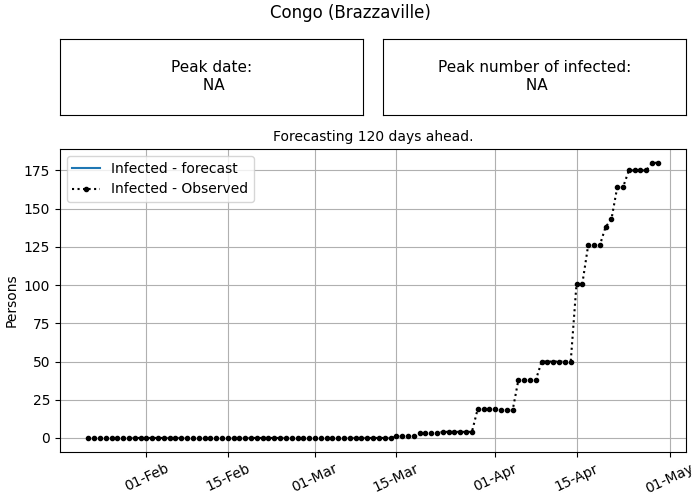 Congo (Brazzaville)
Peak date:
NA
Peak number of infected:
NA
Forecasting 120 days ahead.
Infected - forecast
Infected - Observed
Persons
175
150
125
100
75
50
25
0
01-Feb
15-Feb
01-Mar
15-Mar
01-Apr
15-Apr
01-May